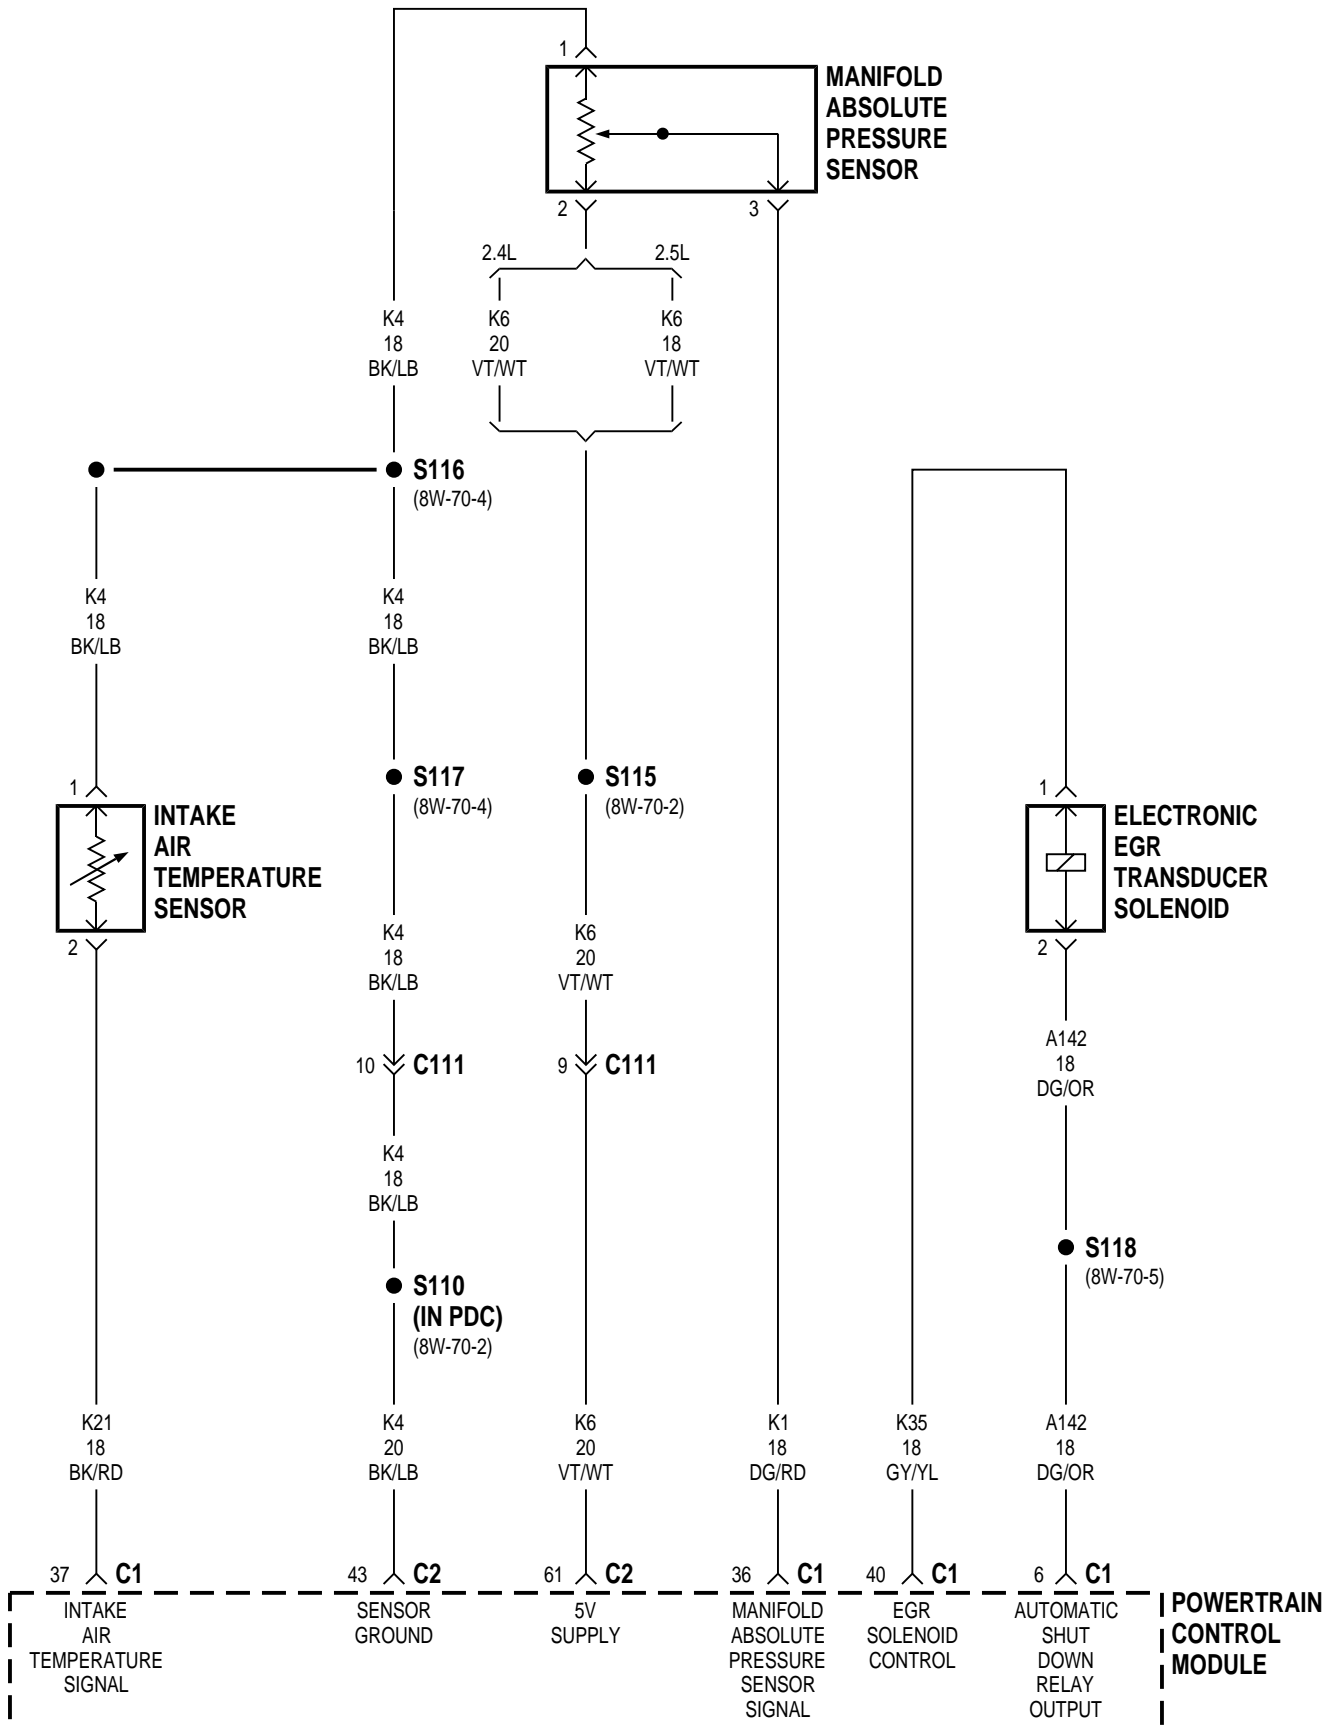 1
MANIFOLD
ABSOLUTE
PRESSURE
SENSOR
2
3
2.4L
2.5L
K4
18
BK/LB
K6
20
VT/WT
K6
18
VT/WT
S116
(8W-70-4)
K4
18
BK/LB
K4
18
BK/LB
S117
(8W-70-4)
S115
(8W-70-2)
1
INTAKE
AIR
TEMPERATURE
SENSOR
2
1
ELECTRONIC
EGR
TRANSDUCER
SOLENOID
2
K4
18
BK/LB
K6
20
VT/WT
10
C111
9
C111
A142
18
DG/OR
K4
18
BK/LB
S118
(8W-70-5)
S110
(IN PDC)
(8W-70-2)
K21
18
BK/RD
K4
20
BK/LB
K6
20
VT/WT
K1
18
DG/RD
K35
18
GY/YL
A142
18
DG/OR
37
C1
43
C2
61
C2
36
C1
40
C1
6
C1
INTAKE
AIR
TEMPERATURE
SIGNAL
SENSOR
GROUND
5V
SUPPLY
MANIFOLD
ABSOLUTE
PRESSURE
SENSOR
SIGNAL
EGR
SOLENOID
CONTROL
AUTOMATIC
SHUT
DOWN
RELAY
OUTPUT
POWERTRAIN
CONTROL
MODULE